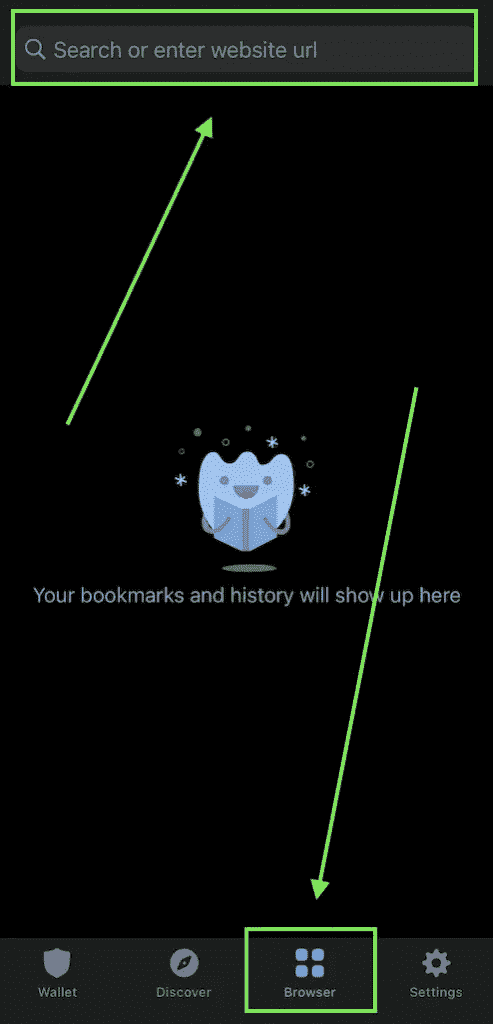 Search or enter website url
Your bookmarks and history will show up here
Wallet Discover Browser Settings